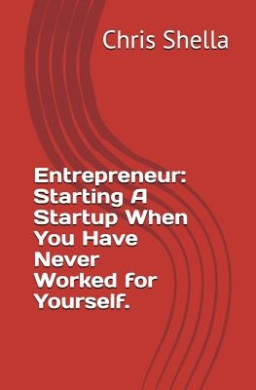 Chris Shella
Entrepreneur:
Starting A
Startup When
You Have
Never
Worked for
Yourself.